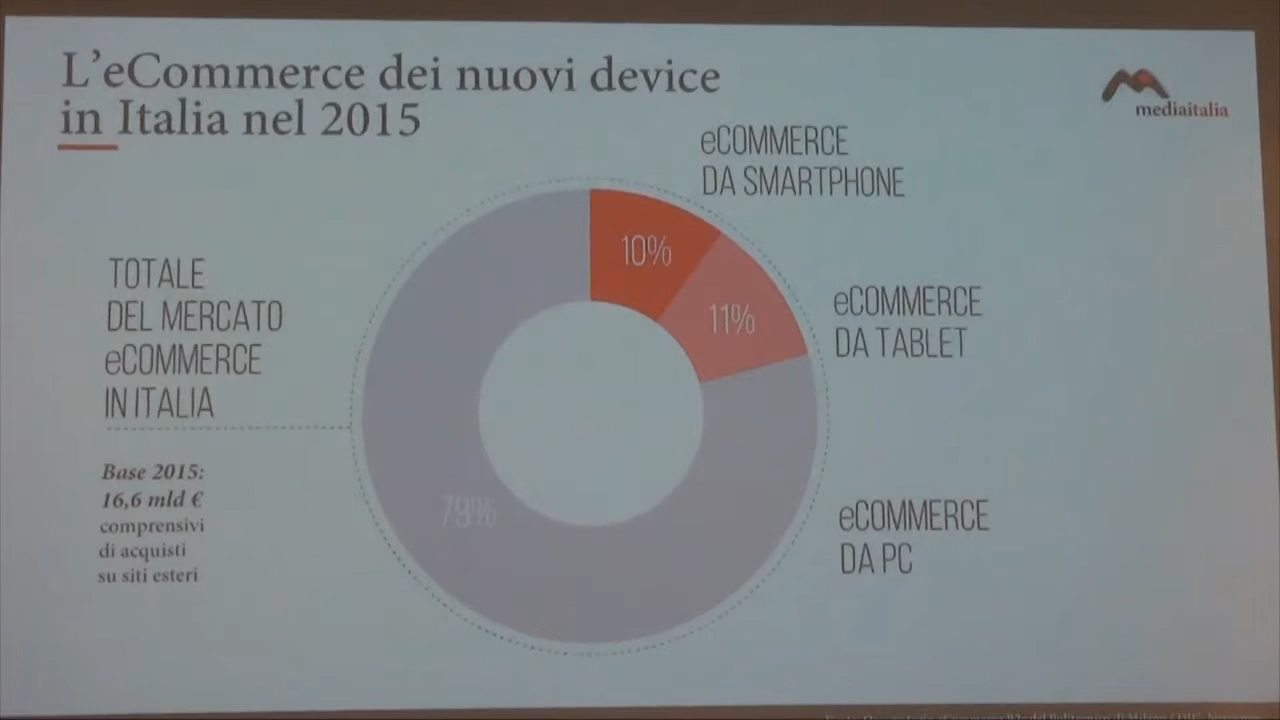 L'eCommerce dei nuovi device
in Italia nel 2015
mediaitalia
eCOMMERCE
DA SMARTPHONE
10%
11%
eCOMMERCE
DA TABLET
TOTALE
DEL MERCATO
eCOMMERCE
IN ITALIA
Base 2015:
16,6 mld €
comprensivi
di acquisti
su siti esteri
79%
eCOMMERCE
DA PC